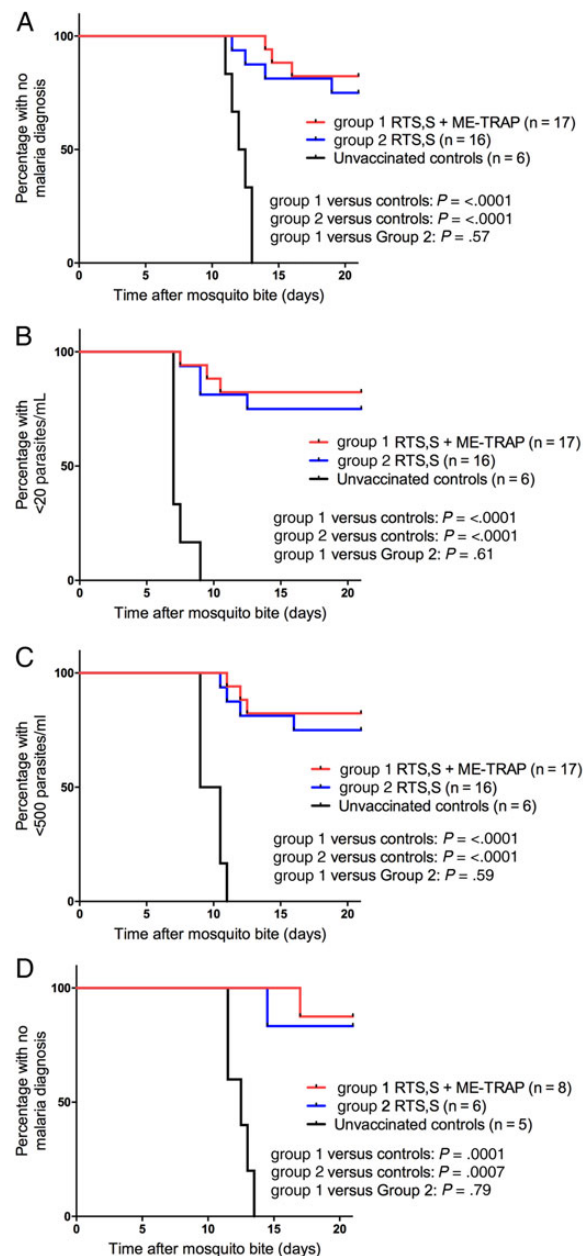 A
Percentage with no
malaria diagnosis
100
50
0
0 5 10 15 20
Time after mosquito bite (days)
group 1 RTS,S + ME-TRAP (n = 17)
group 2 RTS,S (n = 16)
Unvaccinated controls (n = 6)
group 1 versus controls: P = <.0001
group 2 versus controls: P = <.0001
group 1 versus Group 2: P = .57
B
Percentage with
<20 parasites/mL
100
50
0
0 5 10 15 20
Time after mosquito bite (days)
group 1 RTS,S + ME-TRAP (n = 17)
group 2 RTS,S (n = 16)
Unvaccinated controls (n = 6)
group 1 versus controls: P = <.0001
group 2 versus controls: P = <.0001
group 1 versus Group 2: P = .61
C
Percentage with
<500 parasites/ml
100
50
0
0 5 10 15 20
Time after mosquito bite (days)
group 1 RTS,S + ME-TRAP (n = 17)
group 2 RTS,S (n = 16)
Unvaccinated controls (n = 6)
group 1 versus controls: P = <.0001
group 2 versus controls: P = <.0001
group 1 versus Group 2: P = .59
D
Percentage with no
malaria diagnosis
100
50
0
0 5 10 15 20
Time after mosquito bite (days)
group 1 RTS,S + ME-TRAP (n = 8)
group 2 RTS,S (n = 6)
Unvaccinated controls (n = 5)
group 1 versus controls: P = .0001
group 2 versus controls: P = .0007
group 1 versus Group 2: P = .79